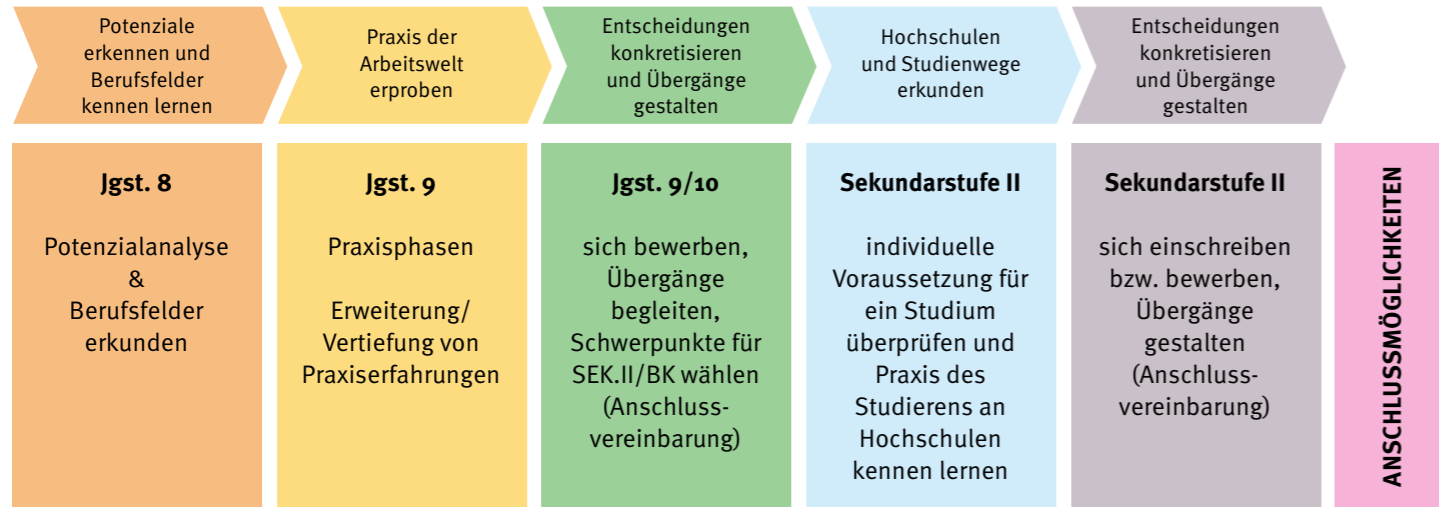 Potenziale
erkennen und
Berufsfelder
kennen lernen
Praxis der
Arbeitswelt
erproben
Entscheidungen
konkretisieren
und Übergänge
gestalten
Hochschulen
und Studienwege
erkunden
Entscheidungen
konkretisieren
und Übergänge
gestalten
Jgst. 8
Potenzialanalyse
&
Berufsfelder
erkunden
Jgst. 9
Praxisphasen
Erweiterung/
Vertiefung von
Praxiserfahrungen
Jgst. 9/10
sich bewerben,
Übergänge
begleiten,
Schwerpunkte für
SEK.II/BK wählen
(Anschluss-
vereinbarung)
Sekundarstufe II
individuelle
Voraussetzung für
ein Studium
überprüfen und
Praxis des
Studierens an
Hochschulen
kennen lernen
Sekundarstufe II
sich einschreiben
bzw. bewerben,
Übergänge
gestalten
(Anschluss-
vereinbarung)
ANSCHLUSSMÖGLICHKEITEN